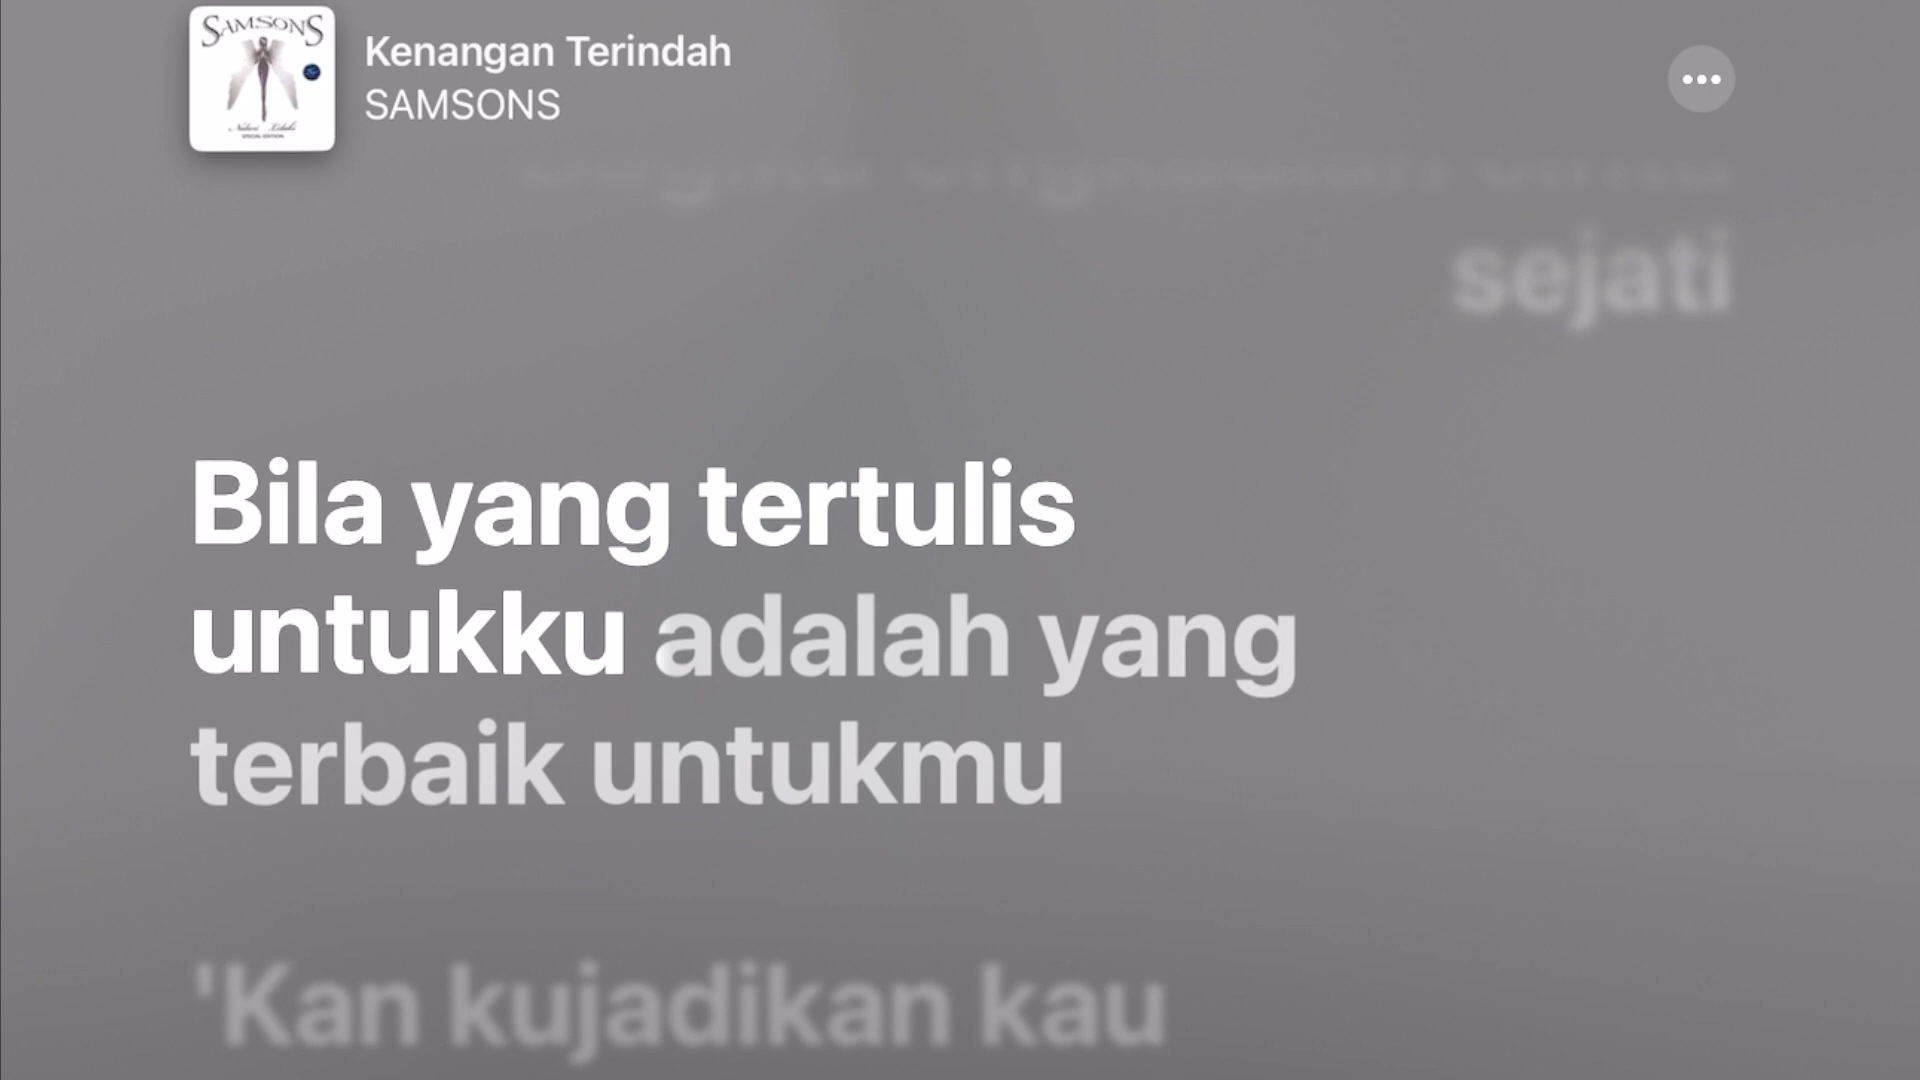 SAMSONS
Kenangan Terindah
SAMSONS
sejati
Bila yang tertulis
untukku adalah yang
terbaik untukmu
'Kan kujadikan kau